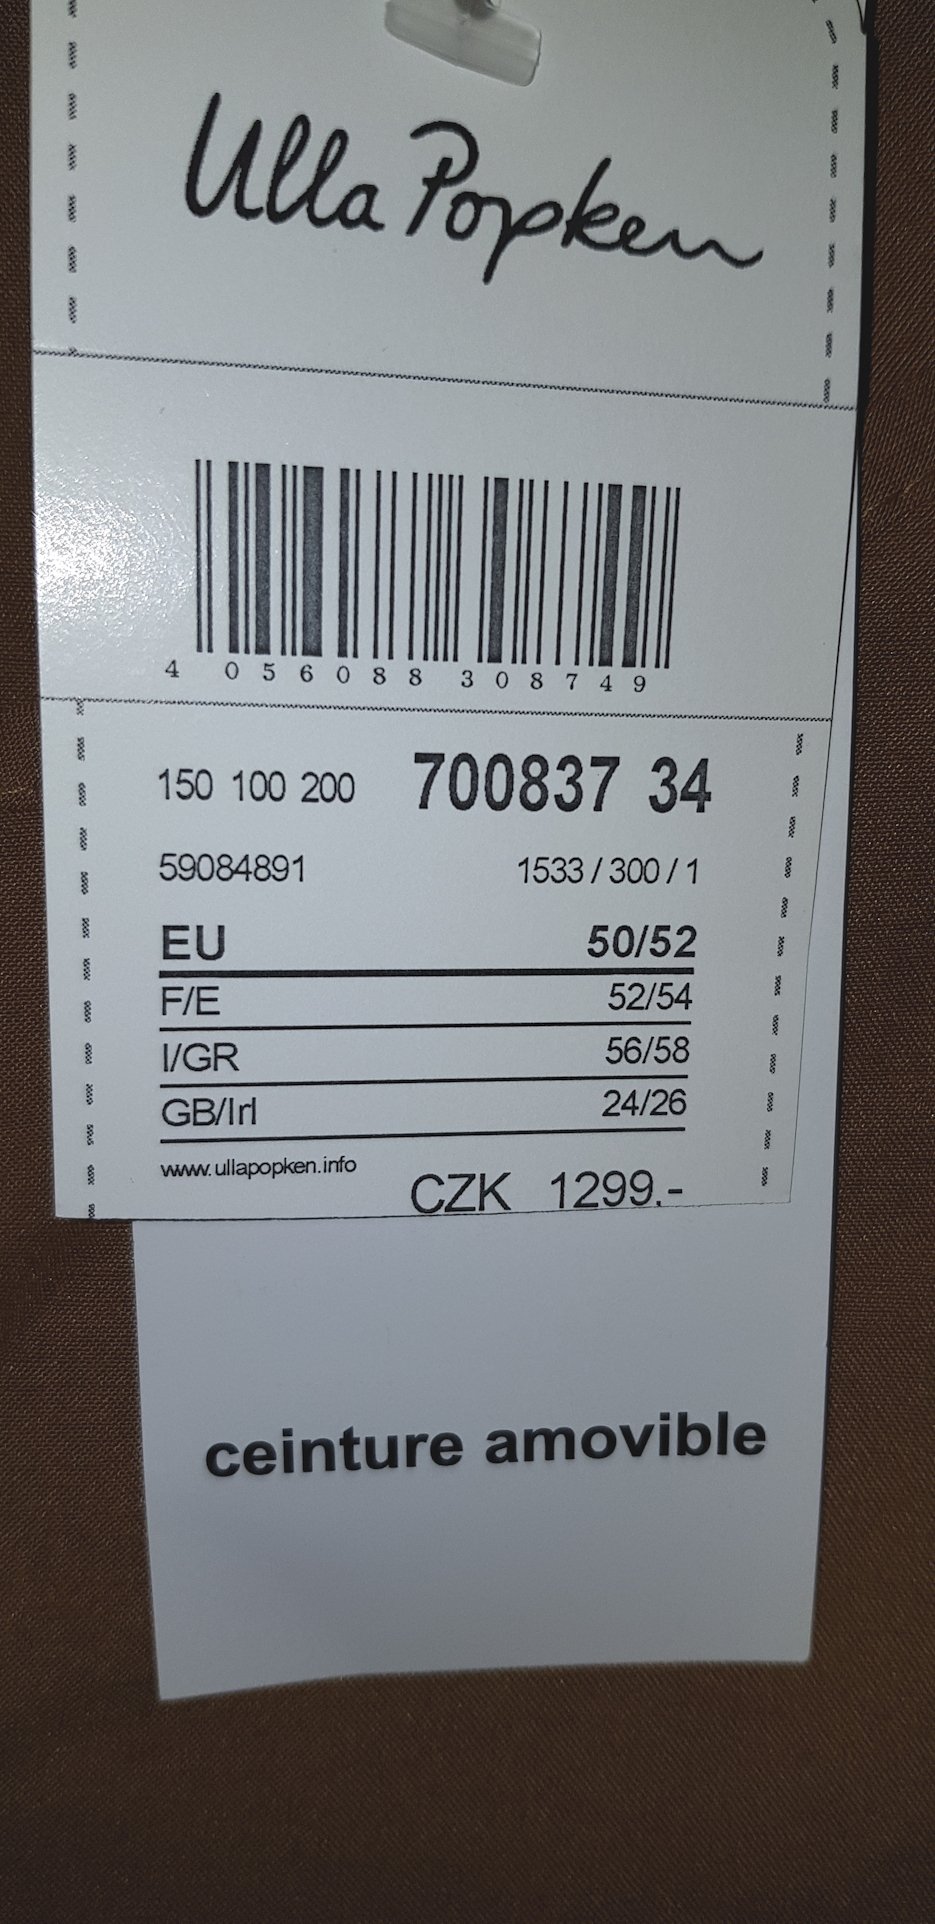 Ulla Popken
4 056088 308749
150 100 200 700837 34
59084891 1533 / 300 / 1
EU 50/52
F/E 52/54
I/GR 56/58
GB/Irl 24/26
www.ullapopken.info
CZK 1299.-
ceinture amovible